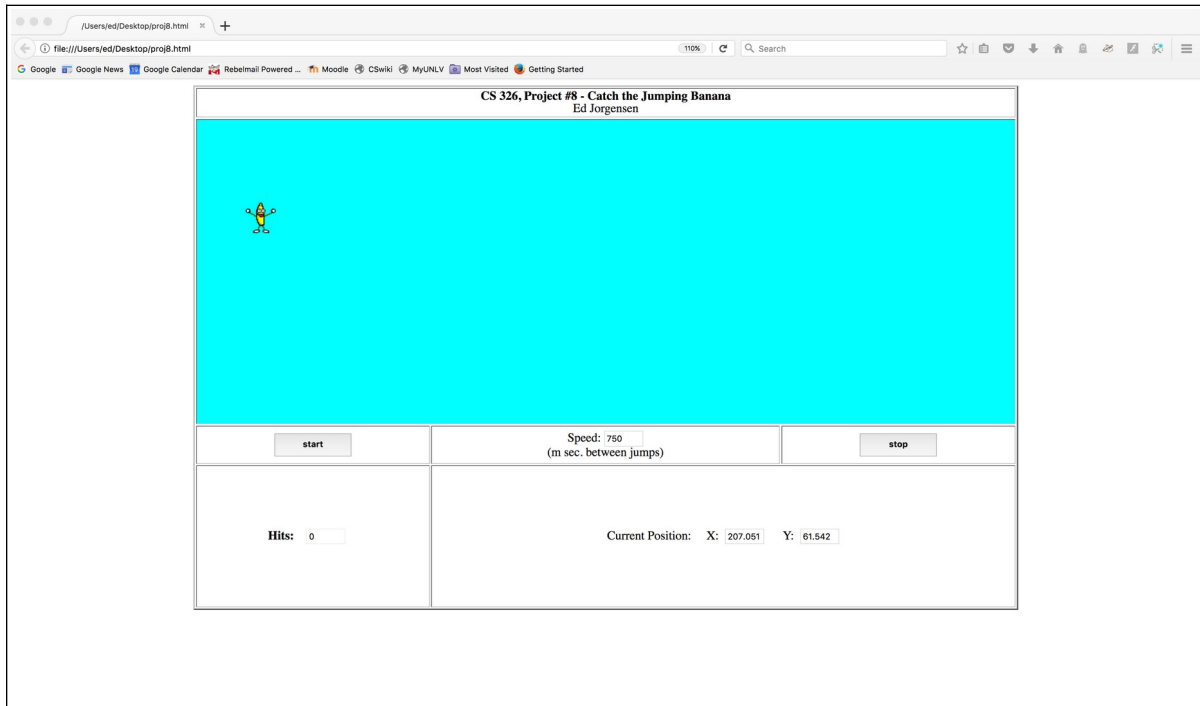 /Users/ed/Desktop/proj8.html × +
file:///Users/ed/Desktop/proj8.html 110% Search
Google Google News 19 Google Calendar Rebelmail Powered ... Moodle CSwiki MyUNLV Most Visited Getting Started
CS 326, Project #8 - Catch the Jumping Banana
Ed Jorgensen
start
Speed: 750
(m sec. between jumps)
stop
Hits: 0
Current Position: X: 207.051 Y: 61.542